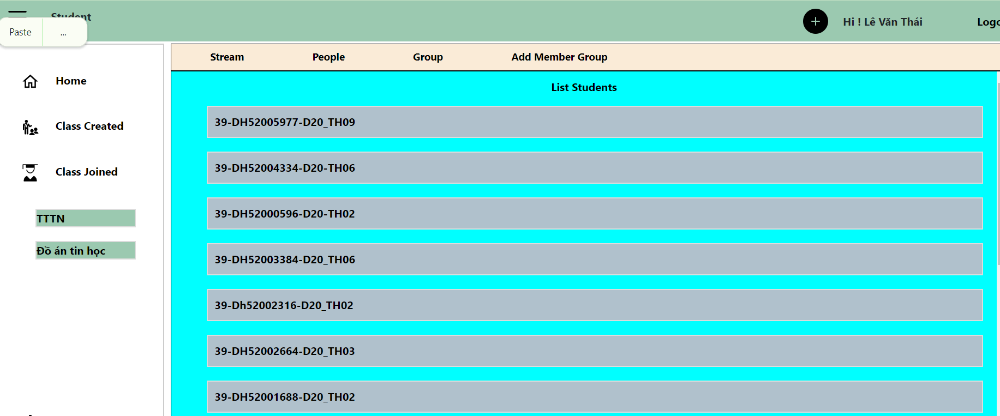 Student
Hi ! Lê Văn Thái
Paste
...
Stream People Group Add Member Group
Home
Class Created
Class Joined
TTTN
Đồ án tin học
List Students
39-DH52005977-D20_TH09
39-DH52004334-D20-TH06
39-DH52000596-D20-TH02
39-DH52003384-D20_TH06
39-Dh52002316-D20_TH02
39-DH52002664-D20_TH03
39-DH52001688-D20_TH02